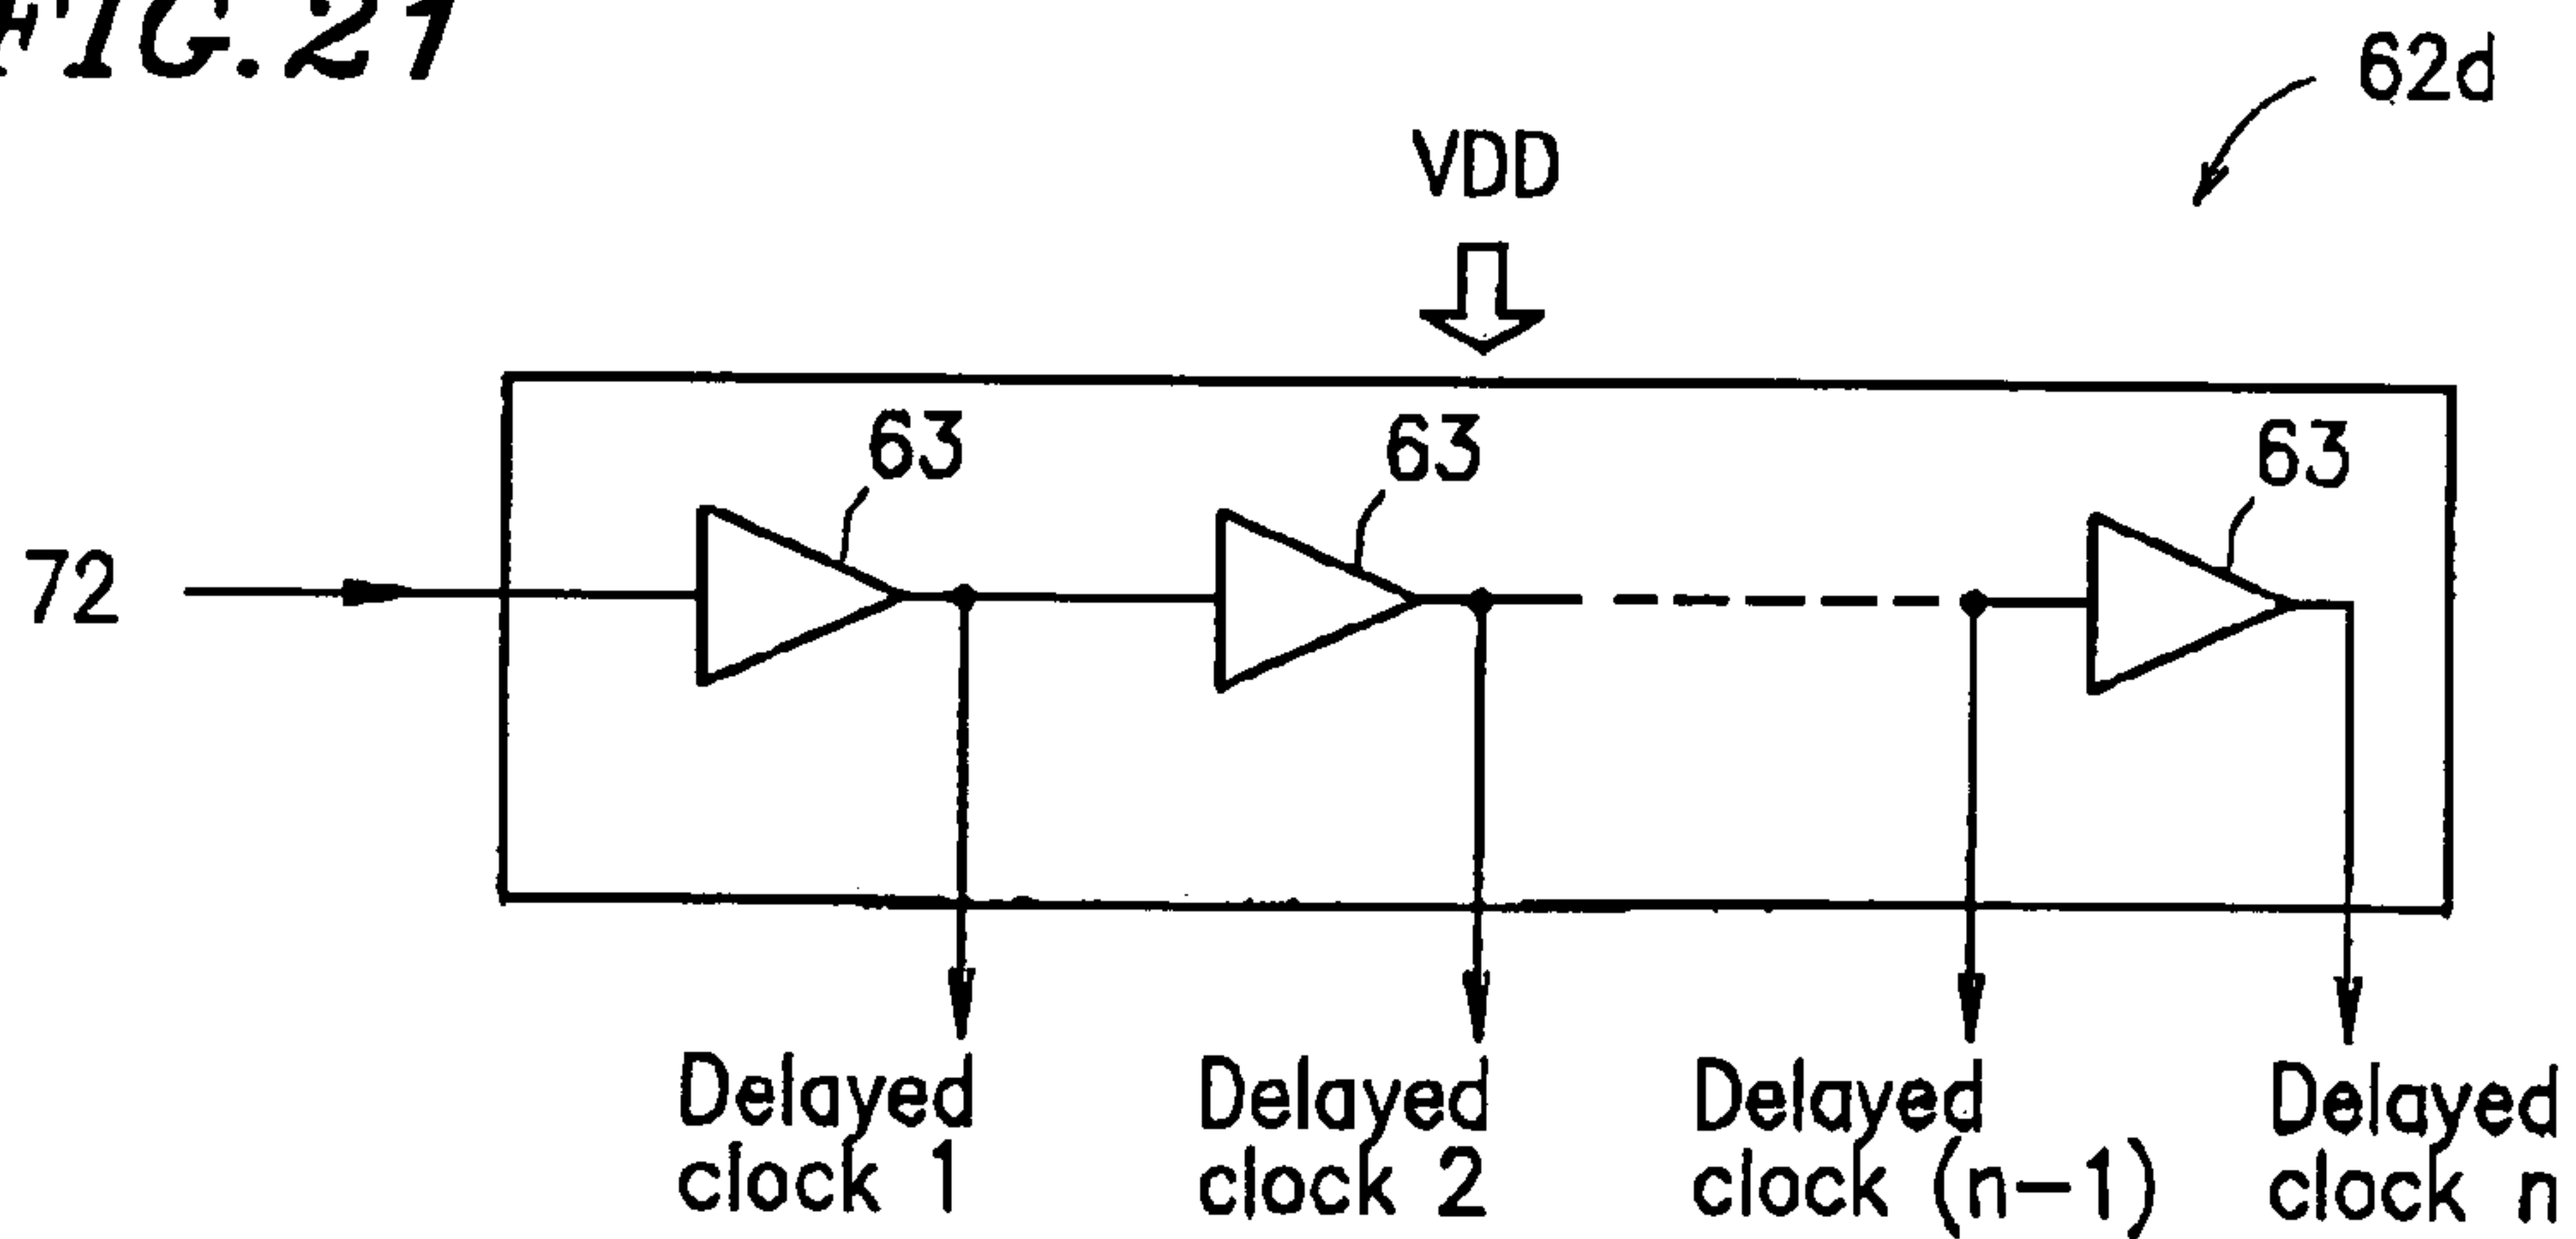 FIG. 21
62d
VDD
63
63
63
72
Delayed
clock 1
Delayed
clock 2
Delayed
clock (n-1)
Delayed
clock n